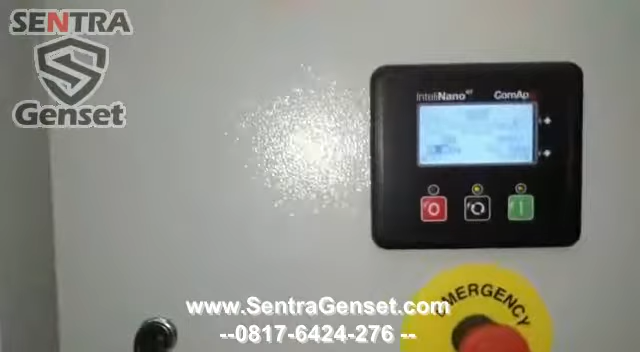 SENTRA
S
Genset
InteliNano
ComAp
O
I
EMERGENCY
www.SentraGenset.com
--0817-6424-276 --